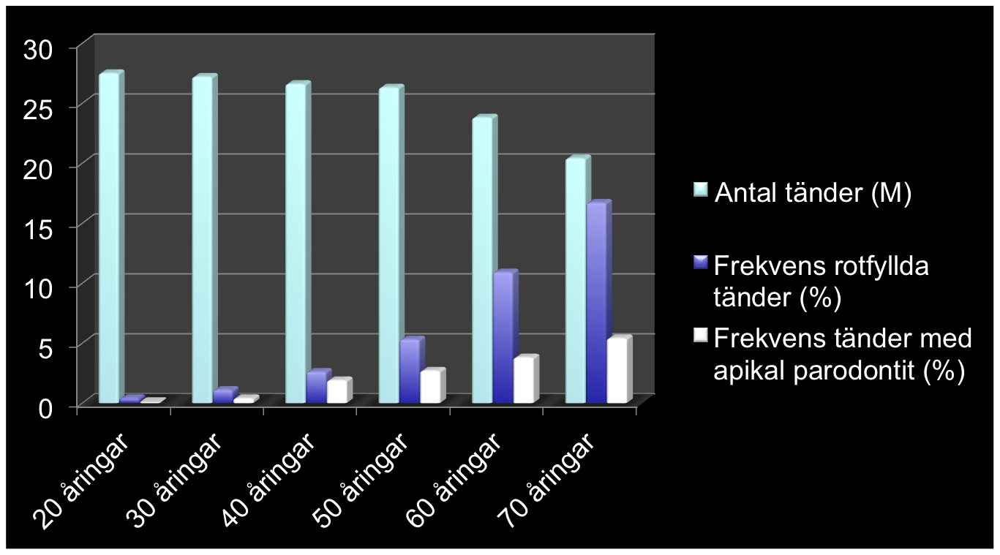 30
25
20
15
10
5
0
20 åringar
30 åringar
40 åringar
50 åringar
60 åringar
70 åringar
Antal tänder (M)
Frekvens rotfyllda
tänder (%)
Frekvens tänder med
apikal parodontit (%)